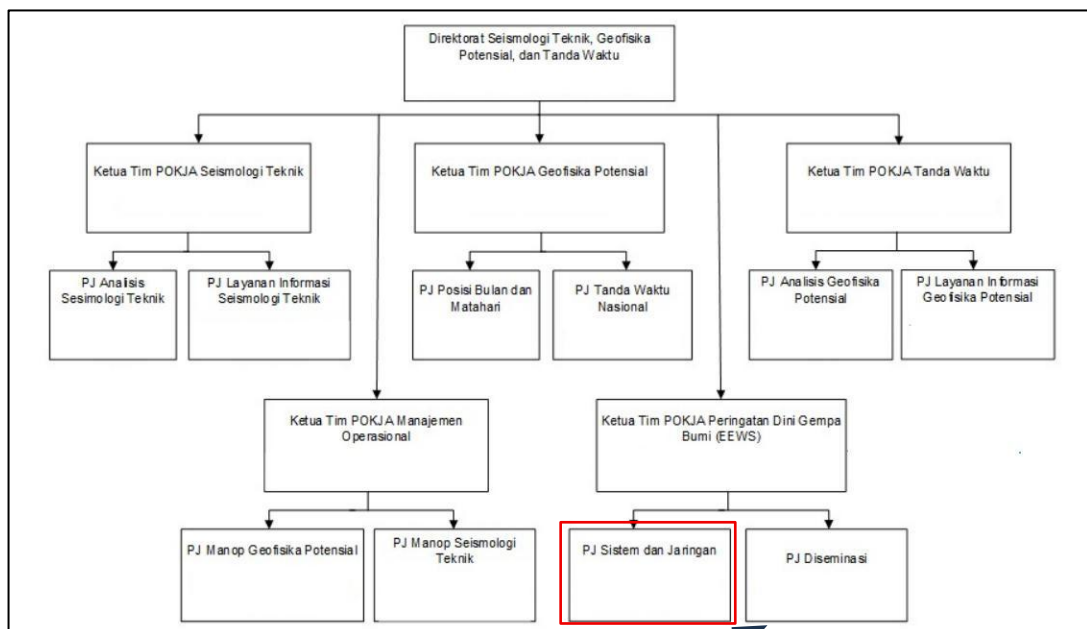 Direktorat Seismologi Teknik, Geofisika
Potensial, dan Tanda Waktu
Ketua Tim POKJA Seismologi Teknik
Ketua Tim POKJA Geofisika Potensial
Ketua Tim POKJA Tanda Waktu
PJ Analisis
Sesimologi Teknik
PJ Layanan Informasi
Seismologi Teknik
PJ Posisi Bulan dan
Matahari
PJ Tanda Waktu
Nasional
PJ Analisis Geofisika
Potensial
PJ Layanan Informasi
Geofisika Potensial
Ketua Tim POKJA Manajemen
Operasional
Ketua Tim POKJA Peringatan Dini Gempa
Bumi (EEWS)
PJ Manop Geofisika Potensial
PJ Manop Seismologi
Teknik
PJ Sistem dan Jaringan
PJ Diseminasi